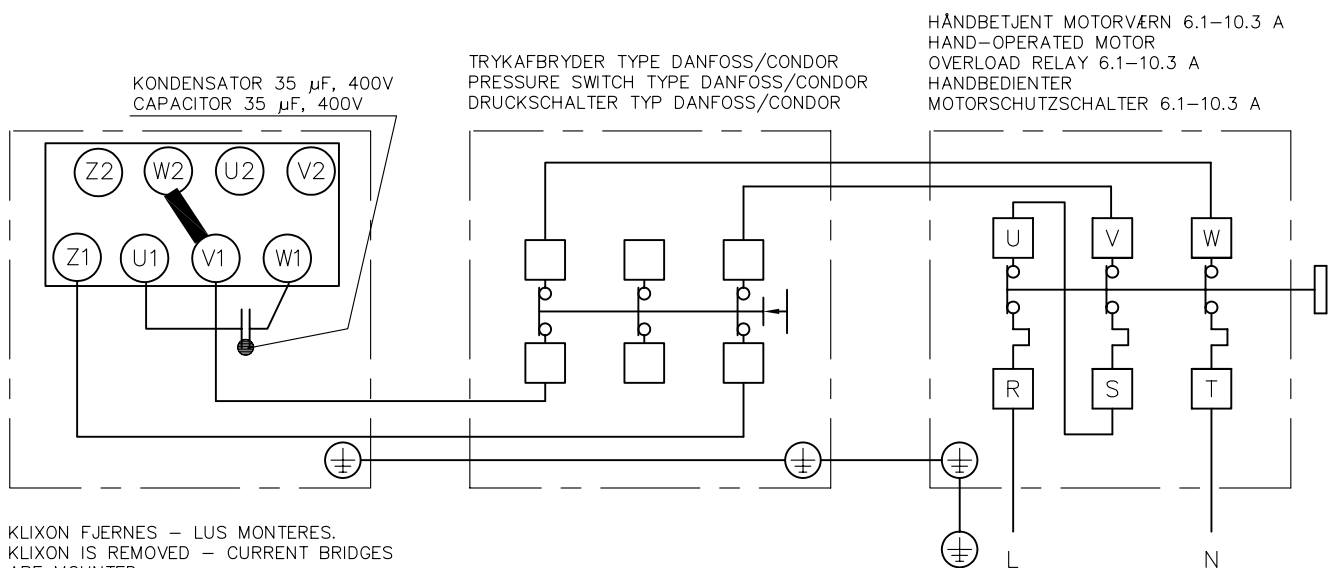 HÅNDBETJENT MOTORVÆRN 6.1–10.3 A
HAND–OPERATED MOTOR
OVERLOAD RELAY 6.1–10.3 A
HANDBEDIENTER
MOTORSCHUTZSCHALTER 6.1–10.3 A
TRYKAFBRYDER TYPE DANFOSS/CONDOR
PRESSURE SWITCH TYPE DANFOSS/CONDOR
DRUCKSCHALTER TYP DANFOSS/CONDOR
KONDENSATOR 35 µF, 400V
CAPACITOR 35 µF, 400V
Z2 W2 U2 V2
Z1 U1 V1 W1
U V W
R S T
L N
KLIXON FJERNES – LUS MONTERES.
KLIXON IS REMOVED – CURRENT BRIDGES
ARE MOUNTED